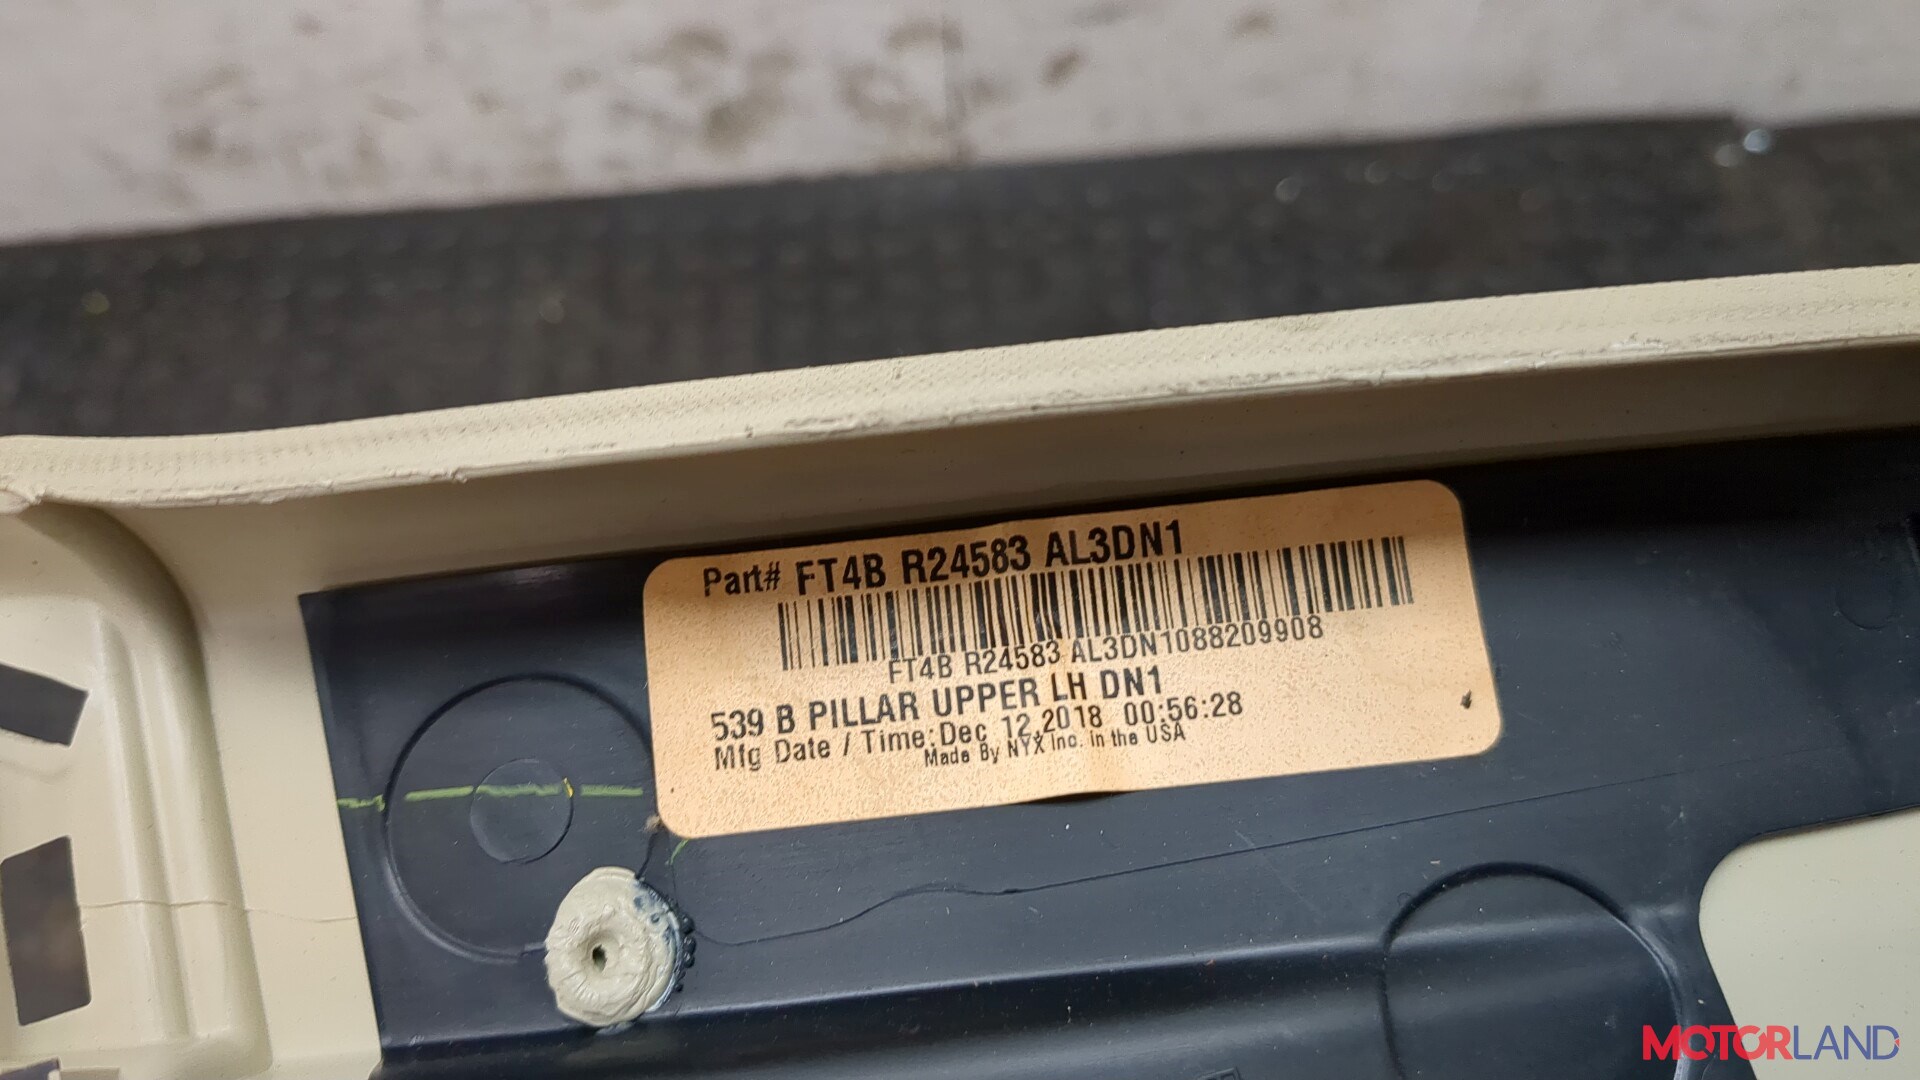 Part# FT4B R24583 AL3DN1
FT4B R24583 AL3DN1088209908
539 B PILLAR UPPER LH DN1
Mfg Date / Time: Dec 12,2018 00:56:28
Made By NYX Inc. in the USA
MOTORLAND